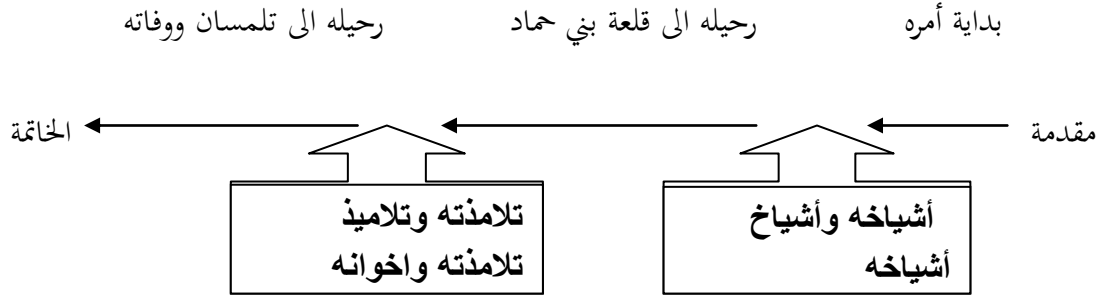 بداية أمره رحيله الى قلعة بني حماد رحيله الى تلمسان ووفاته
مقدمة الخاتمة
أشياخه وأشياخ
أشياخه
تلامذته وتلاميذ
تلامذته واخوانه